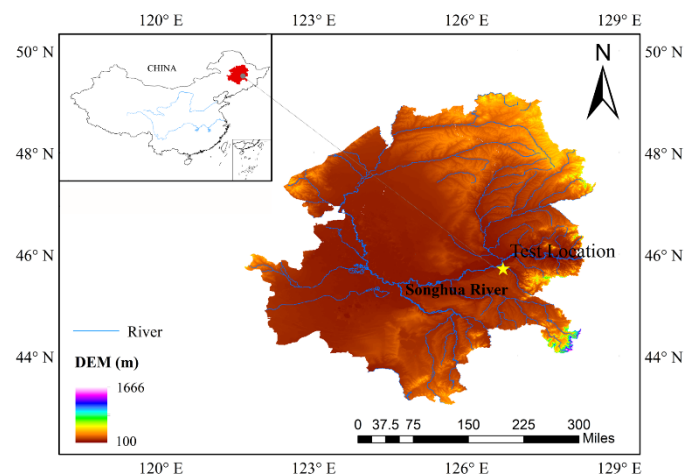 120° E 123° E 126° E 129° E
50° N 50° N
CHINA
N
48° N 48° N
46° N 46° N
Test Location
Songhua River
River
44° N 44° N
DEM (m)
1666
100
0 37.5 75 150 225 300
Miles
120° E 123° E 126° E 129° E